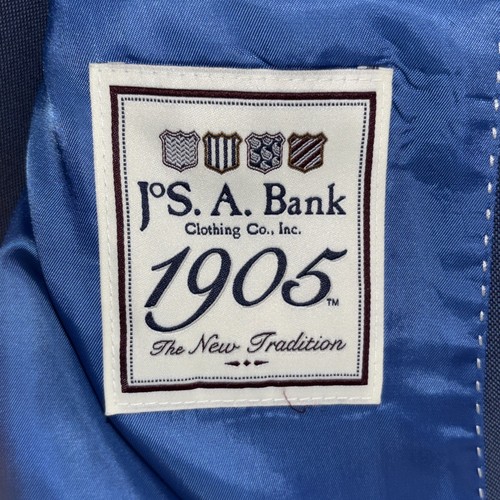 JoS. A. Bank
Clothing Co., Inc.
1905™
The New Tradition